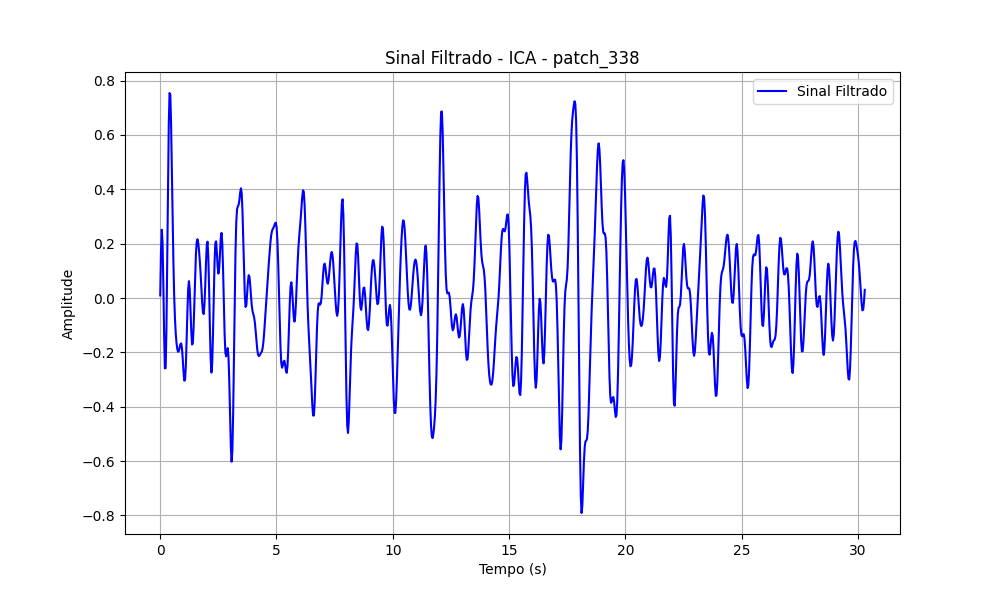 Sinal Filtrado - ICA - patch_338
Sinal Filtrado
0.8
0.6
0.4
0.2
0.0
−0.2
−0.4
−0.6
−0.8
Amplitude
0 5 10 15 20 25 30
Tempo (s)